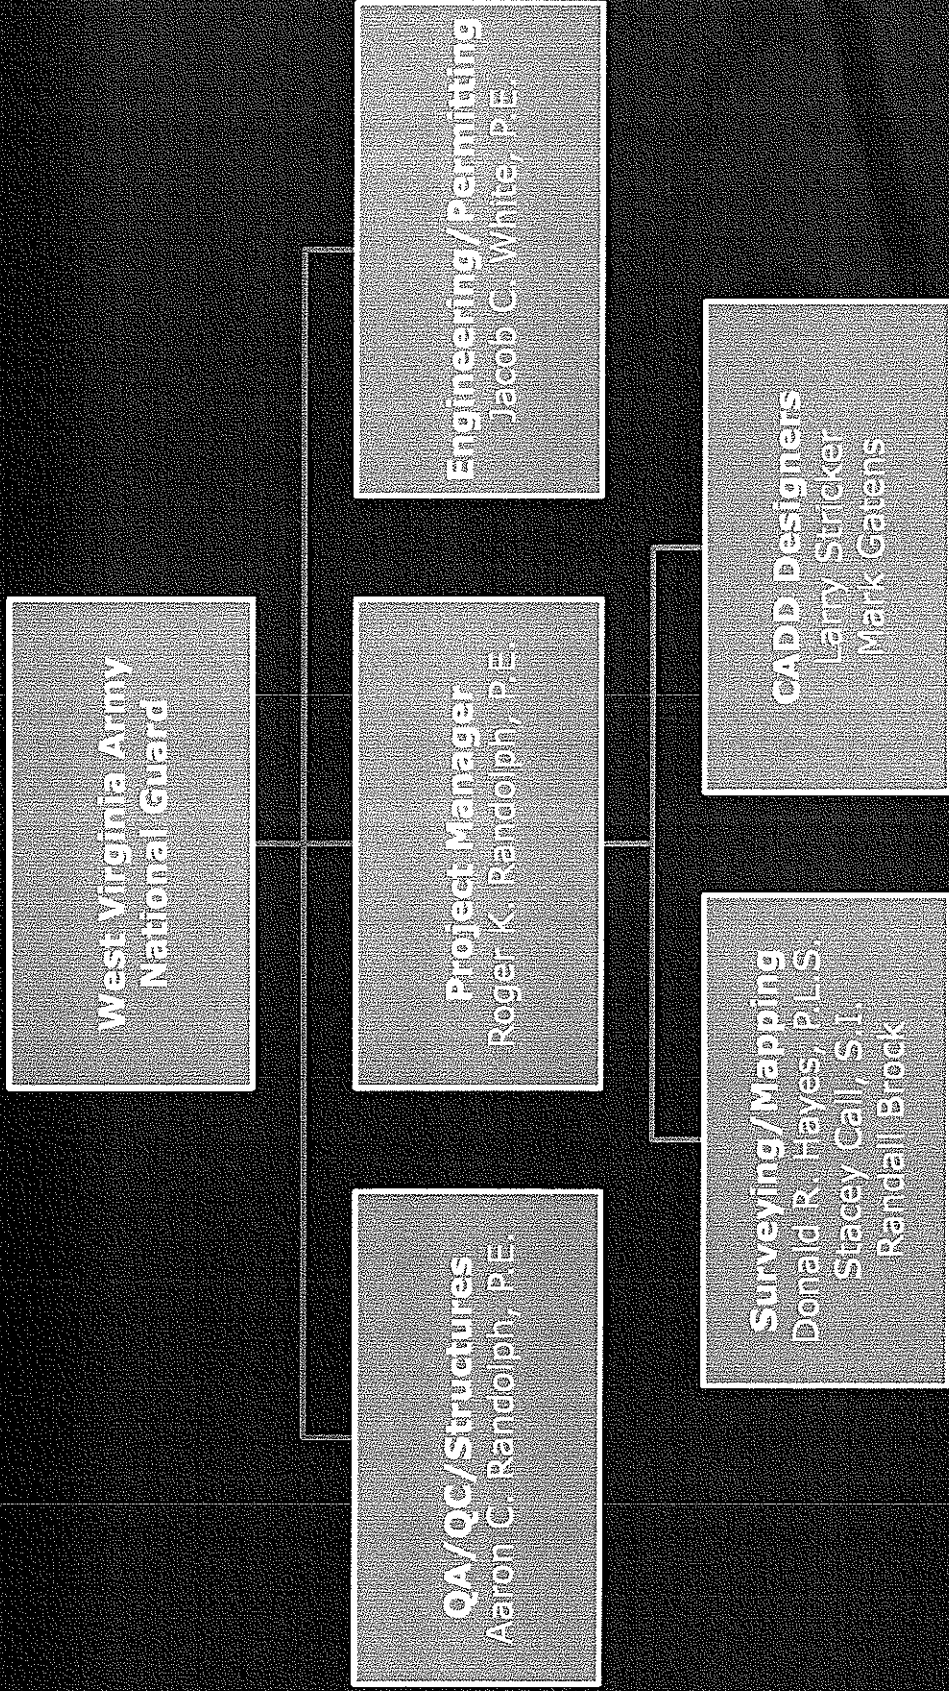 West Virginia Army
National Guard
QA/QC/Structures
Aaron C. Randolph, P.E.
Project Manager
Roger K. Randolph, P.E.
Engineering/Permitting
Jacob C. White, P.E.
Surveying/Mapping
Donald R. Hayes, P.L.S
Stacey Call, S.I.
Randall Brock
CADD Designers
Larry Stricker
Mark Gatens